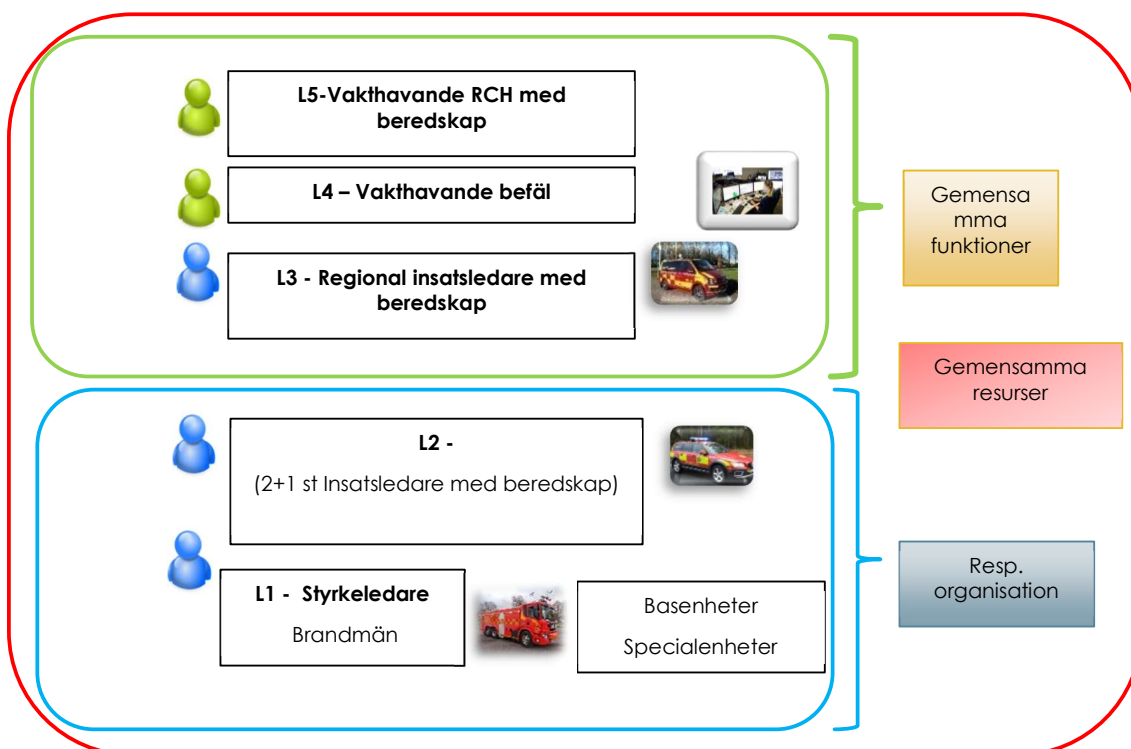 L5-Vakthavande RCH med
beredskap
L4 – Vakthavande befäl
L3 - Regional insatsledare med
beredskap
Gemensa
mma
funktioner
Gemensamma
resurser
L2 -
(2+1 st Insatsledare med beredskap)
L1 - Styrkeledare
Brandmän
Basenheter
Specialenheter
Resp.
organisation